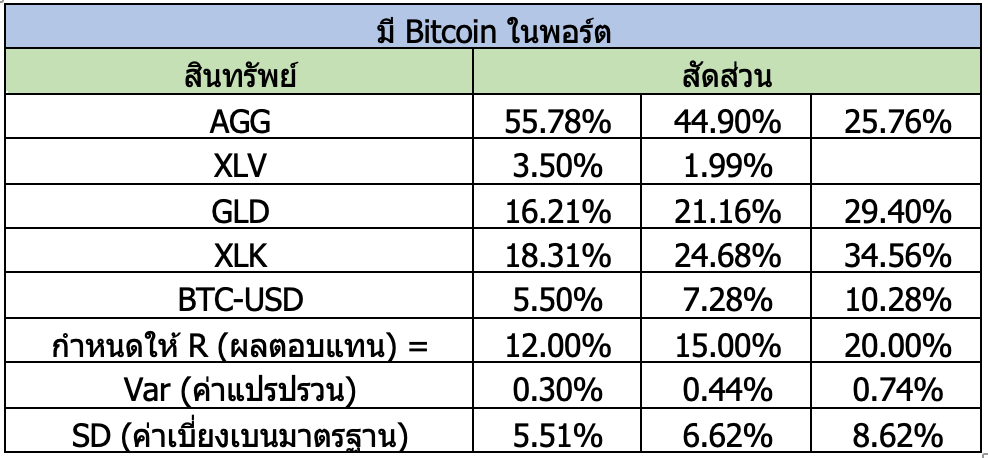 มี Bitcoin ในพอร์ต
สินทรัพย์ สัดส่วน
AGG 55.78% 44.90% 25.76%
XLV 3.50% 1.99%
GLD 16.21% 21.16% 29.40%
XLK 18.31% 24.68% 34.56%
BTC-USD 5.50% 7.28% 10.28%
กำหนดให้ R (ผลตอบแทน) = 12.00% 15.00% 20.00%
Var (ค่าแปรปรวน) 0.30% 0.44% 0.74%
SD (ค่าเบี่ยงเบนมาตรฐาน) 5.51% 6.62% 8.62%